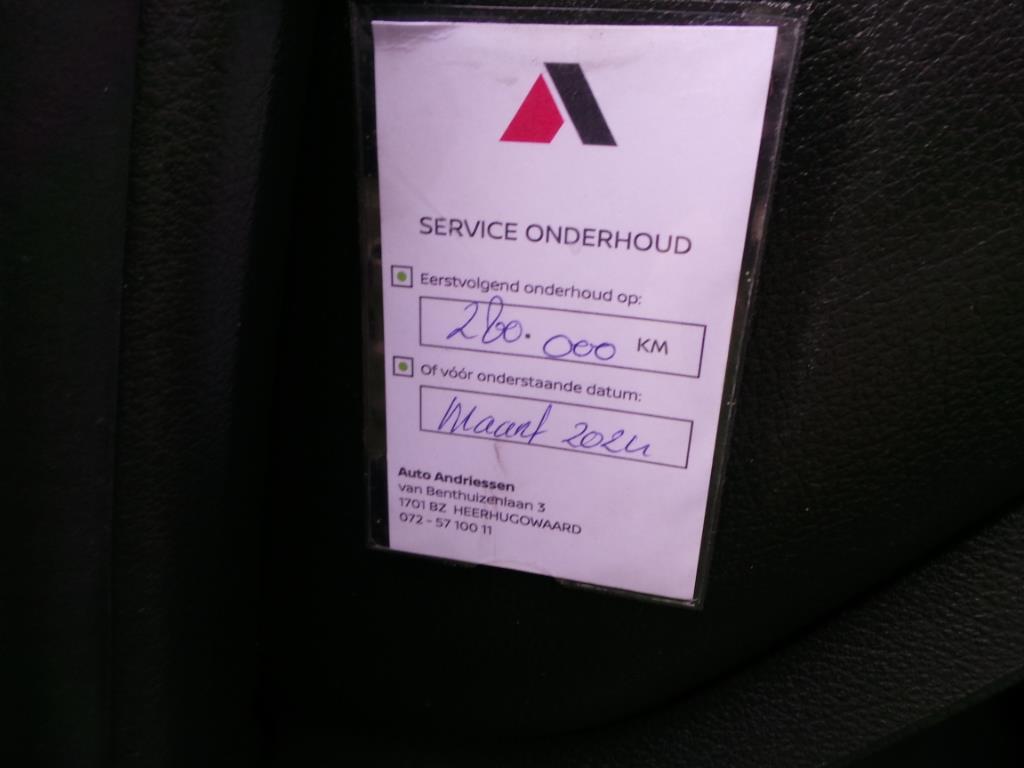 SERVICE ONDERHOUD
Eerstvolgend onderhoud op:
280.000 KM
Of vóór onderstaande datum:
Maart 2024
Auto Andriessen
van Benthuizenlaan 3
1701 BZ HEERHUGOWAARD
072 - 57 100 11